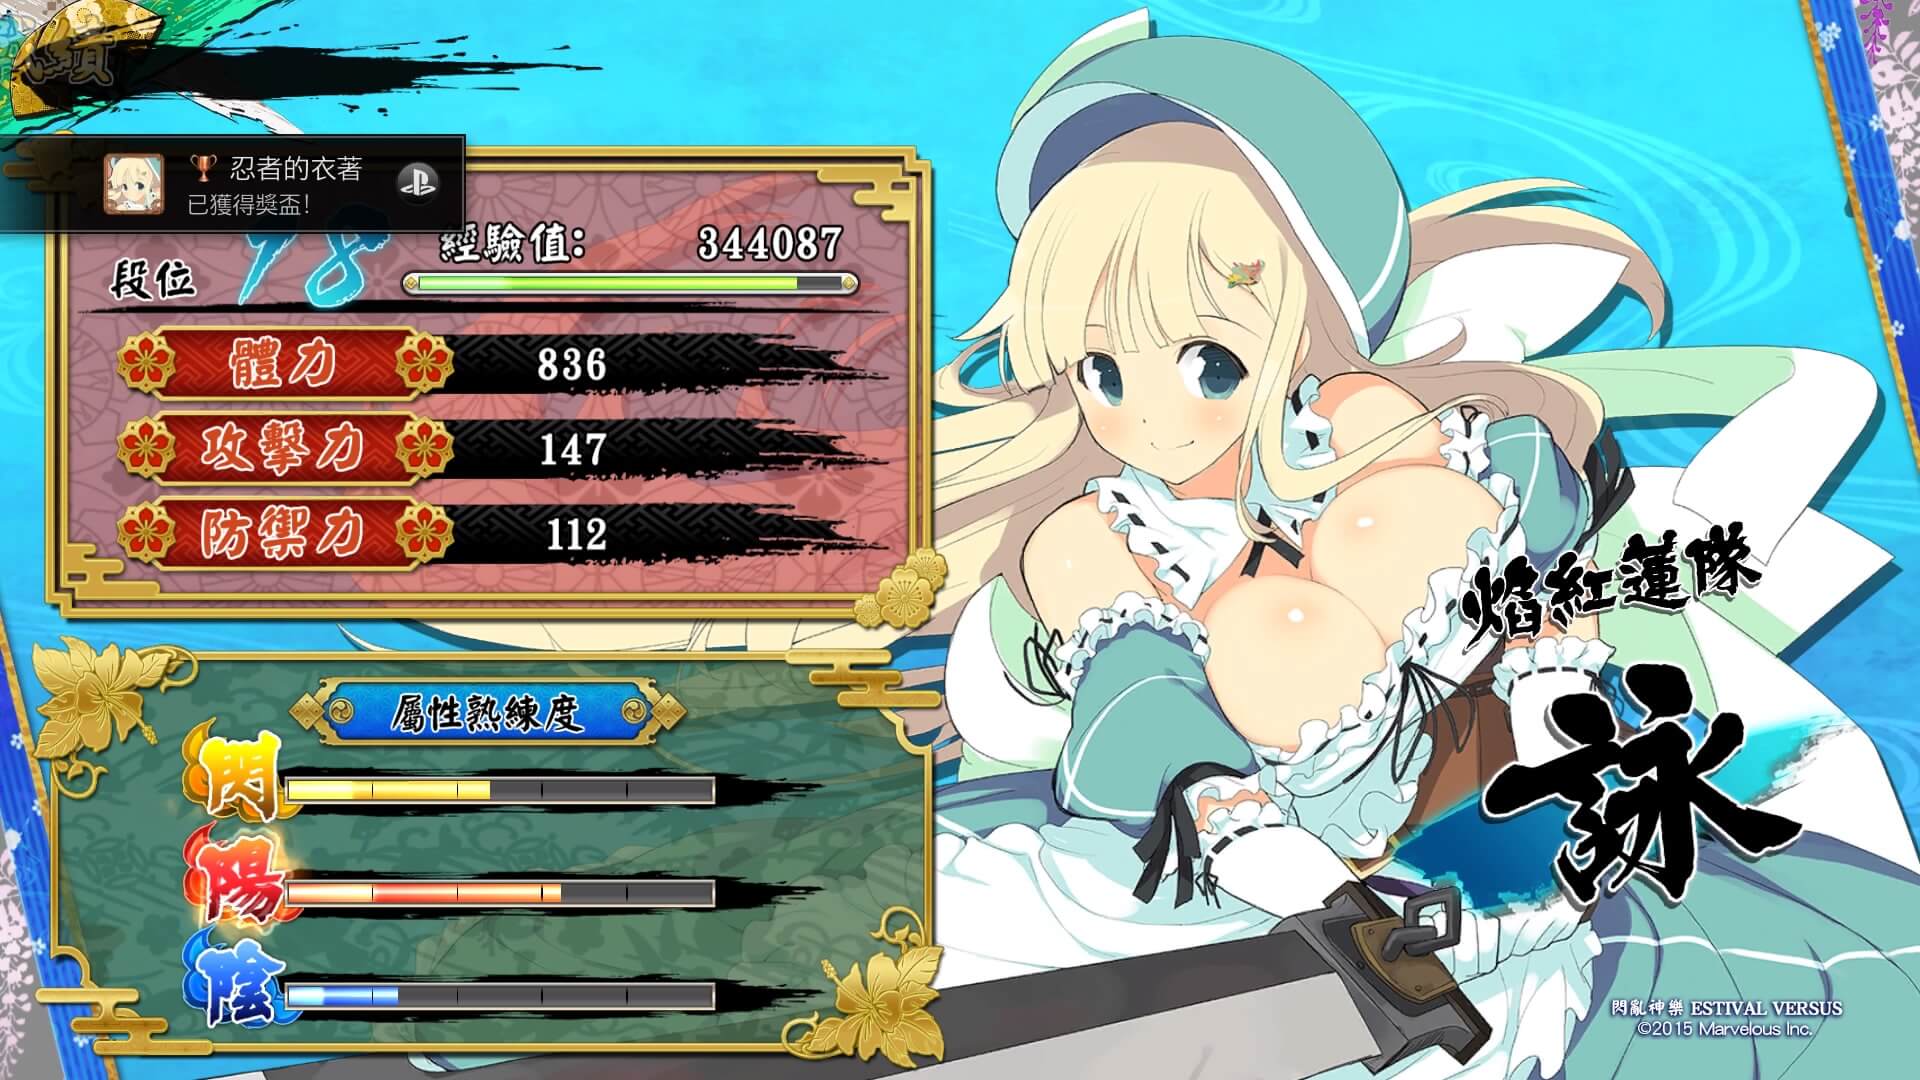 績
忍者的衣著
已獲得獎盃!
段位 18 經驗值: 344087
體力 836
攻擊力 147
防禦力 112
屬性熟練度
閃
陽
陰
焰紅蓮隊
詠
閃亂神樂 ESTIVAL VERSUS
©2015 Marvelous Inc.